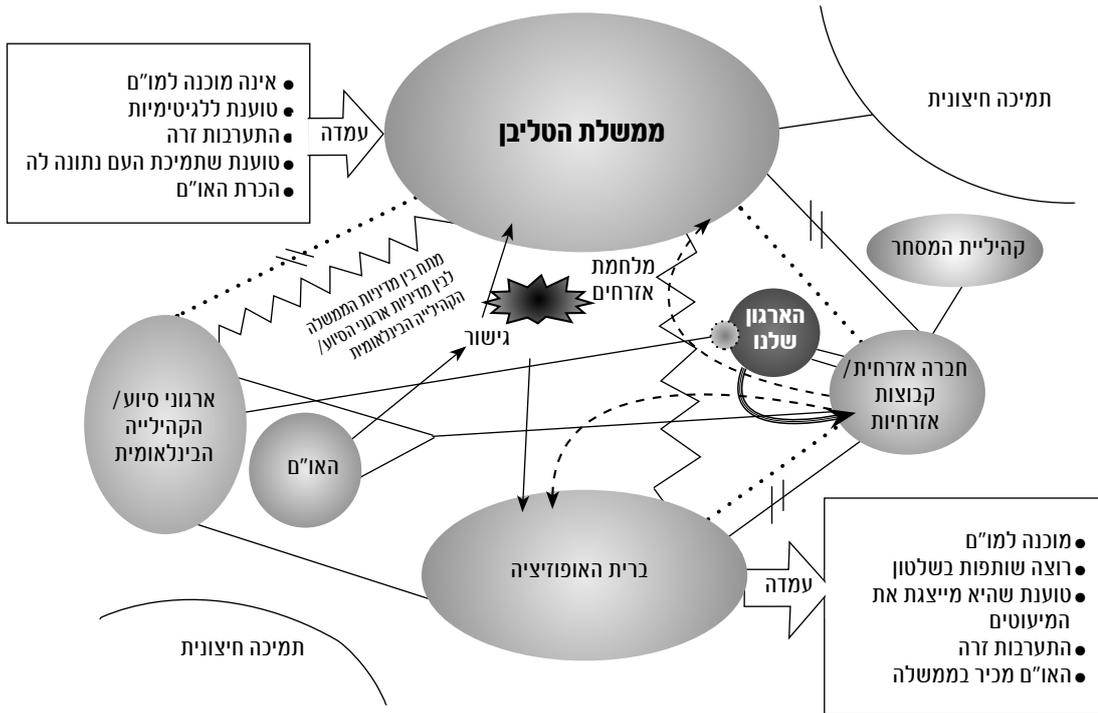 אינה מוכנה למו"ם
טוענת ללגיטימיות
התערבות זרה
טוענת שתמיכת העם נתונה לה
הכרת האו"ם
עמדה
ממשלת הטליבן
תמיכה חיצונית
קהיליית המסחר
מתח בין מדיניות הממשלה
לבין מדיניות ארגוני הסיוע/
הקהילייה הבינלאומית
מלחמת
אזרחים
גישור
הארגון
שלנו
חברה אזרחית/
קבוצות
אזרחיות
ארגוני סיוע/
הקהילייה
הבינלאומית
האו"ם
ברית האופוזיציה
עמדה
מוכנה למו"ם
רוצה שותפות בשלטון
טוענת שהיא מייצגת את
המיעוטים
התערבות זרה
האו"ם מכיר בממשלה
תמיכה חיצונית